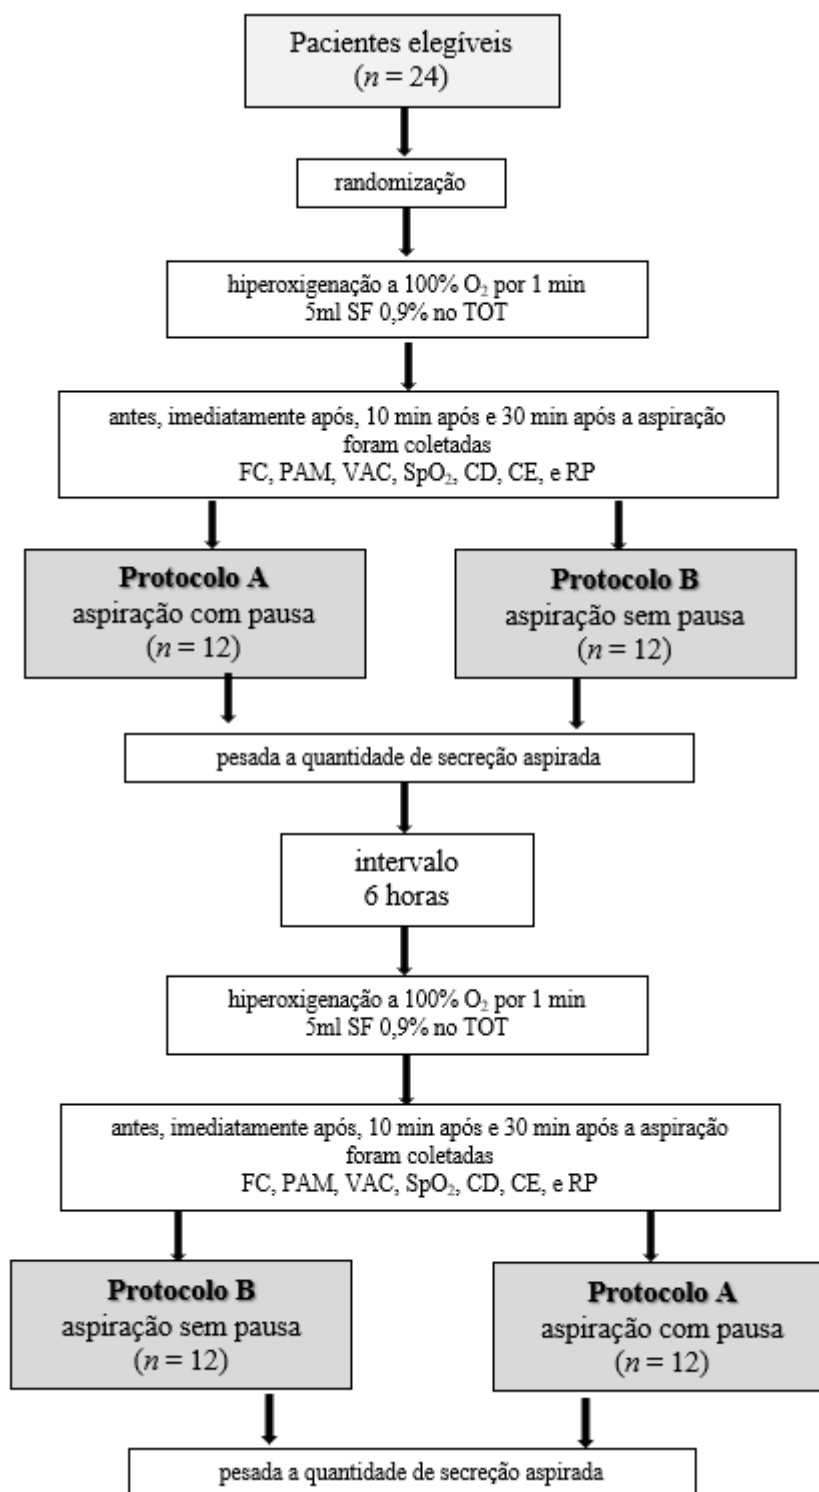 Pacientes elegíveis
(n = 24)
randomização
hiperoxigenação a 100% O₂ por 1 min
5ml SF 0,9% no TOT
antes, imediatamente após, 10 min após e 30 min após a aspiração
foram coletadas
FC, PAM, VAC, SpO₂, CD, CE, e RP
Protocolo A
aspiração com pausa
(n = 12)
Protocolo B
aspiração sem pausa
(n = 12)
pesada a quantidade de secreção aspirada
intervalo
6 horas
hiperoxigenação a 100% O₂ por 1 min
5ml SF 0,9% no TOT
antes, imediatamente após, 10 min após e 30 min após a aspiração
foram coletadas
FC, PAM, VAC, SpO₂, CD, CE, e RP
Protocolo B
aspiração sem pausa
(n = 12)
Protocolo A
aspiração com pausa
(n = 12)
pesada a quantidade de secreção aspirada